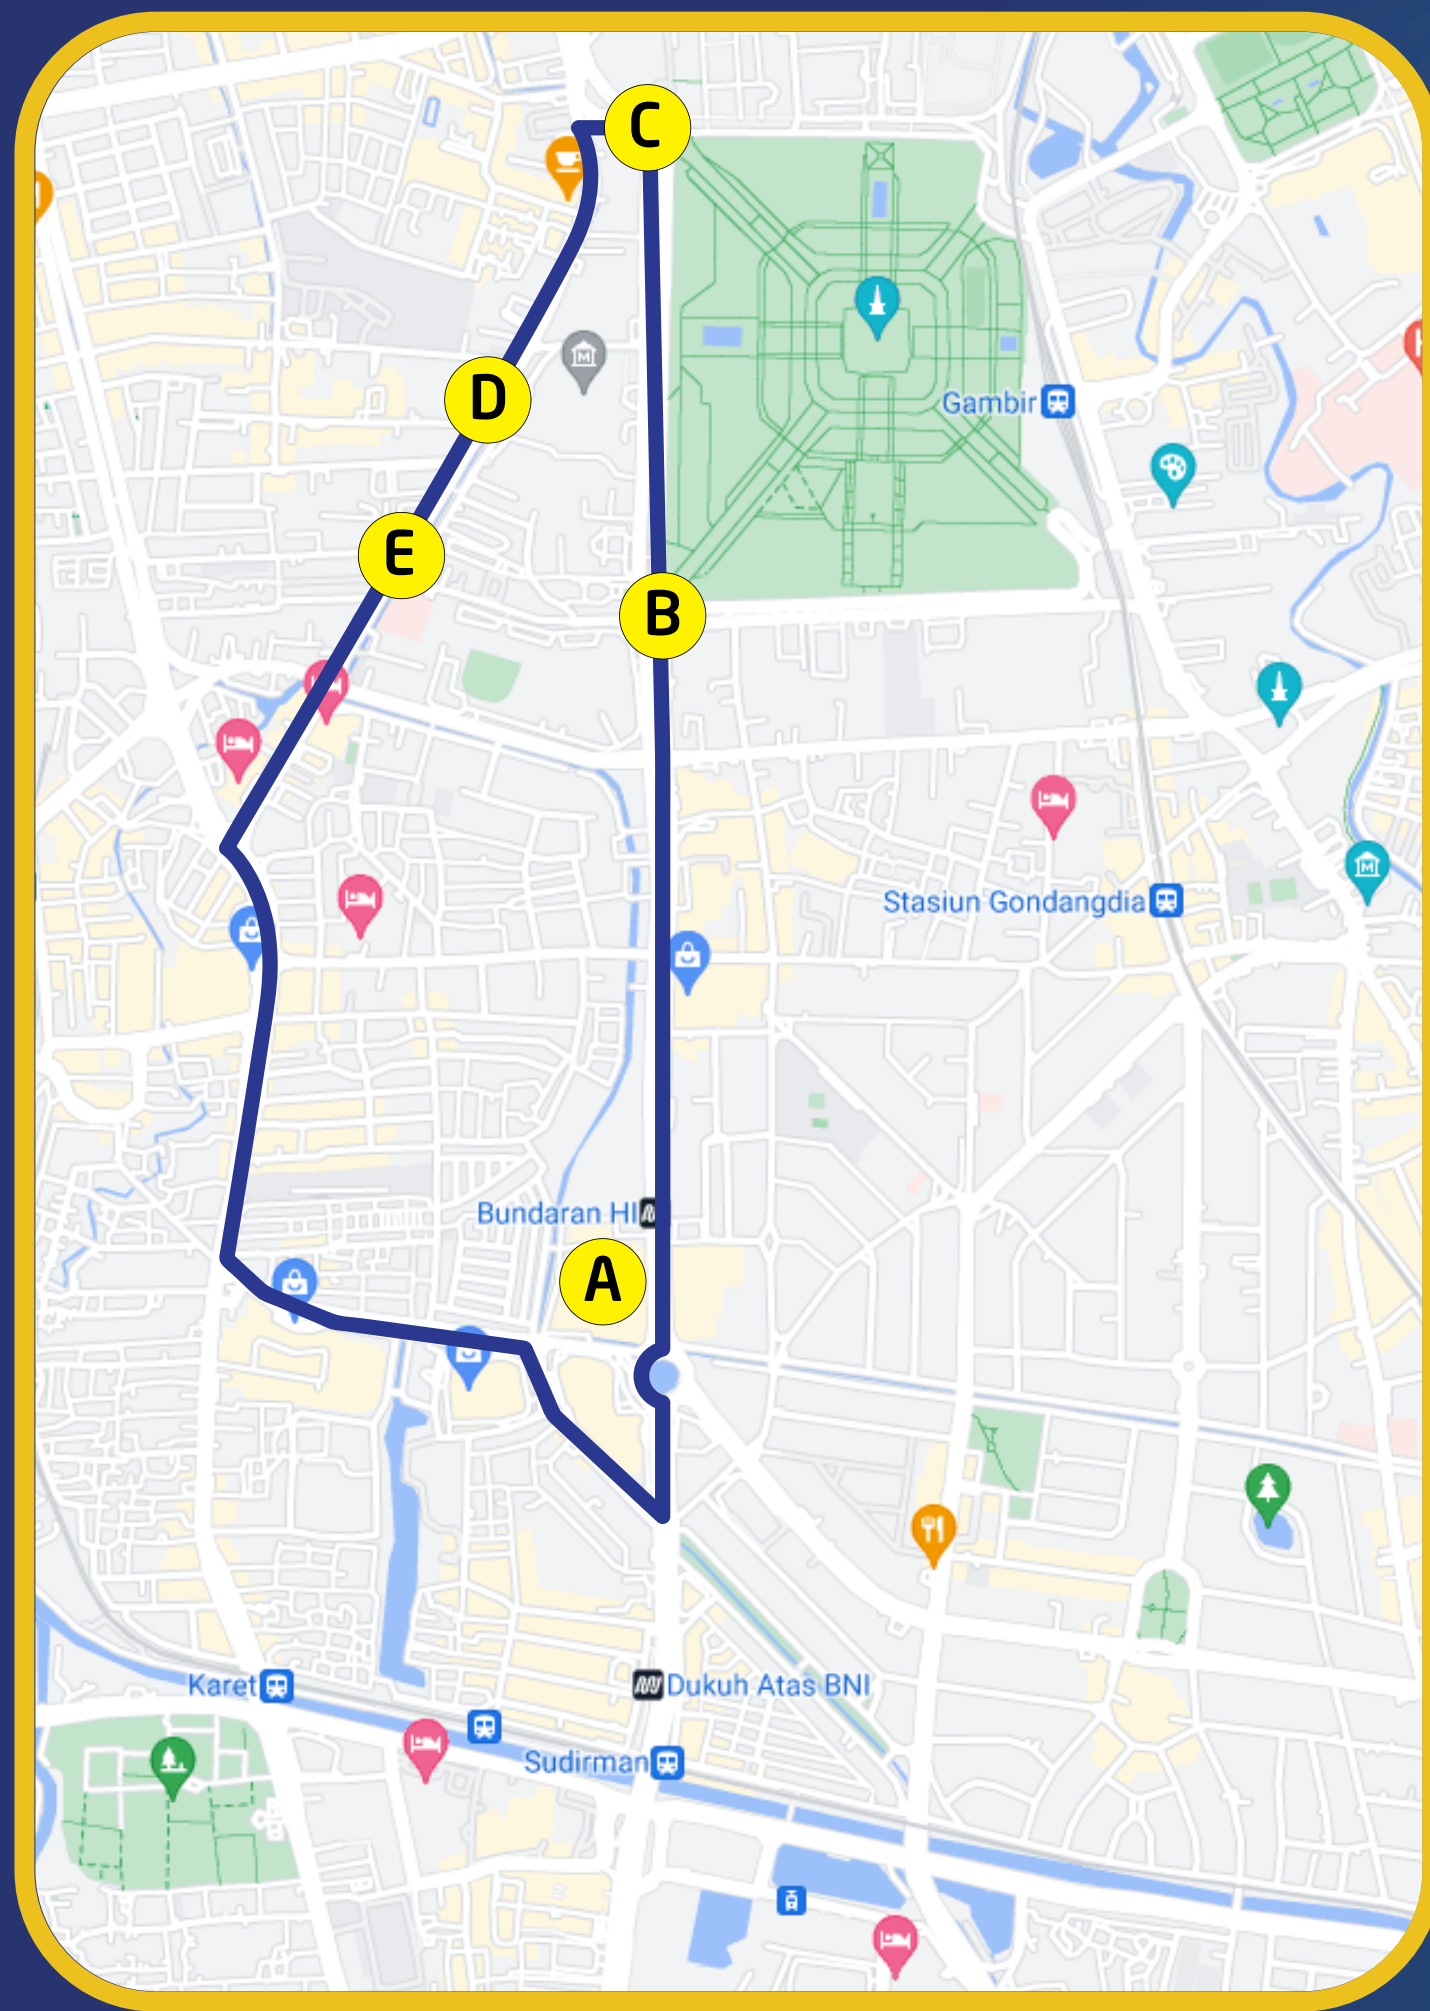 C
Gambir
D
E
B
Stasiun Gondangdia
Bundaran HI
A
Karet
Dukuh Atas BNI
Sudirman